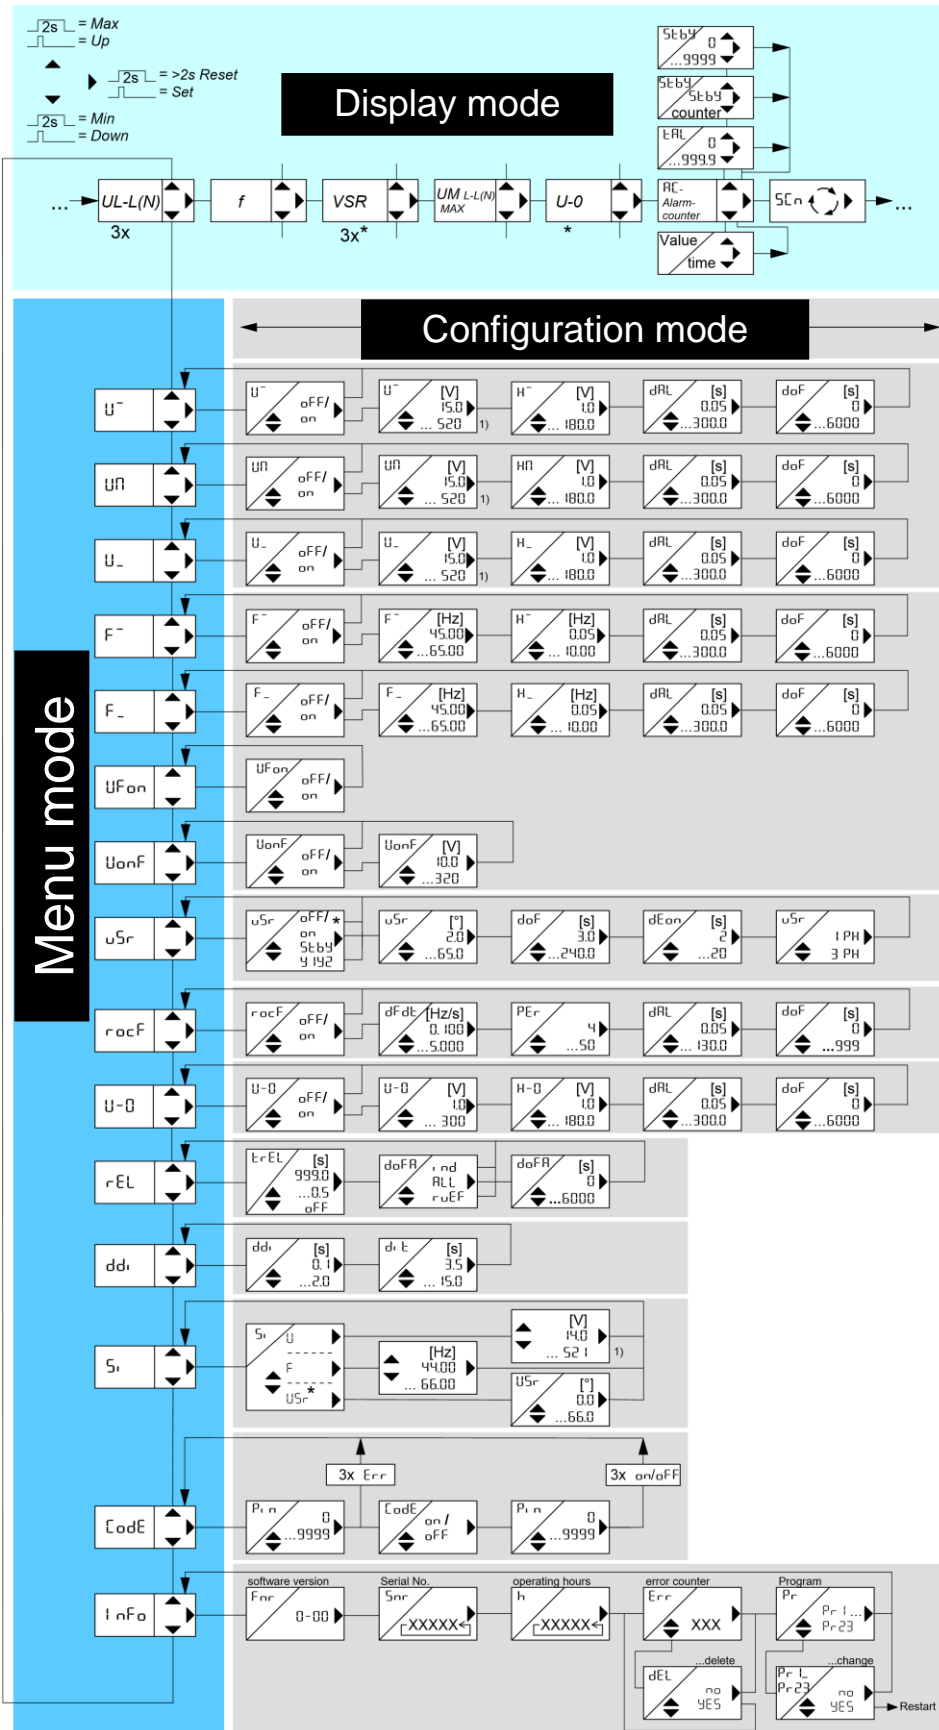 2s = Max
= Up
2s = >2s Reset
= Set
2s = Min
= Down
Display mode
StbY 0
...9999
StbY StbY
counter
tAL 0
...999.9
... UL-L(N) f VSR UM L-L(N) MAX U-0 AC- Alarm-counter SCn ...
3x 3x* *
Value
time
Configuration mode
Menu mode
U¯ U¯ oFF/ on U¯ [V] 15.0 ... 520 1) H¯ [V] 1.0 ...180.0 dAL [s] 0.05 ...300.0 doF [s] 0 ...6000
UП UП oFF/ on UП [V] 15.0 ... 520 1) HП [V] 1.0 ...180.0 dAL [s] 0.05 ...300.0 doF [s] 0 ...6000
U_ U_ oFF/ on U_ [V] 15.0 ... 520 1) H_ [V] 1.0 ...180.0 dAL [s] 0.05 ...300.0 doF [s] 0 ...6000
F¯ F¯ oFF/ on F¯ [Hz] 45.00 ...65.00 H¯ [Hz] 0.05 ...10.00 dAL [s] 0.05 ...300.0 doF [s] 0 ...6000
F_ F_ oFF/ on F_ [Hz] 45.00 ...65.00 H_ [Hz] 0.05 ...10.00 dAL [s] 0.05 ...300.0 doF [s] 0 ...6000
UFon UFon oFF/ on
UonF UonF oFF/ on UonF [V] 10.0 ...320
uSr uSr oFF/* on StbY Y1Y2 uSr [°] 2.0 ...65.0 doF [s] 3.0 ...240.0 dEon [s] 2 ...20 uSr 1 PH 3 PH
rocF rocF oFF/ on dFdt [Hz/s] 0.100 ...5.000 PEr 4 ...50 dAL [s] 0.05 ...130.0 doF [s] 0 ...999
U-0 U-0 oFF/ on U-0 [V] 1.0 ... 300 H-0 [V] 1.0 ... 180.0 dAL [s] 0.05 ...300.0 doF [s] 0 ...6000
rEL trEL [s] 999.0 ...0.5 oFF doFA ind ALL ruEF doFA [s] 0 ...6000
ddi ddi [s] 0.1 ...2.0 dit [s] 3.5 ...15.0
Si Si U F USr* [Hz] 44.00 ... 66.00 [V] 14.0 ... 521 1) USr [°] 0.0 ...66.0
3x Err 3x on/oFF
CodE Pin 0 ...9999 CodE on/ oFF Pin 0 ...9999
software version Serial No. operating hours error counter Program
InFo Fnr 0-00 Snr XXXXX h XXXXX Err XXX Pr Pr1... Pr23
...delete ...change
dEL no YES Pr1_ Pr23 no YES Restart